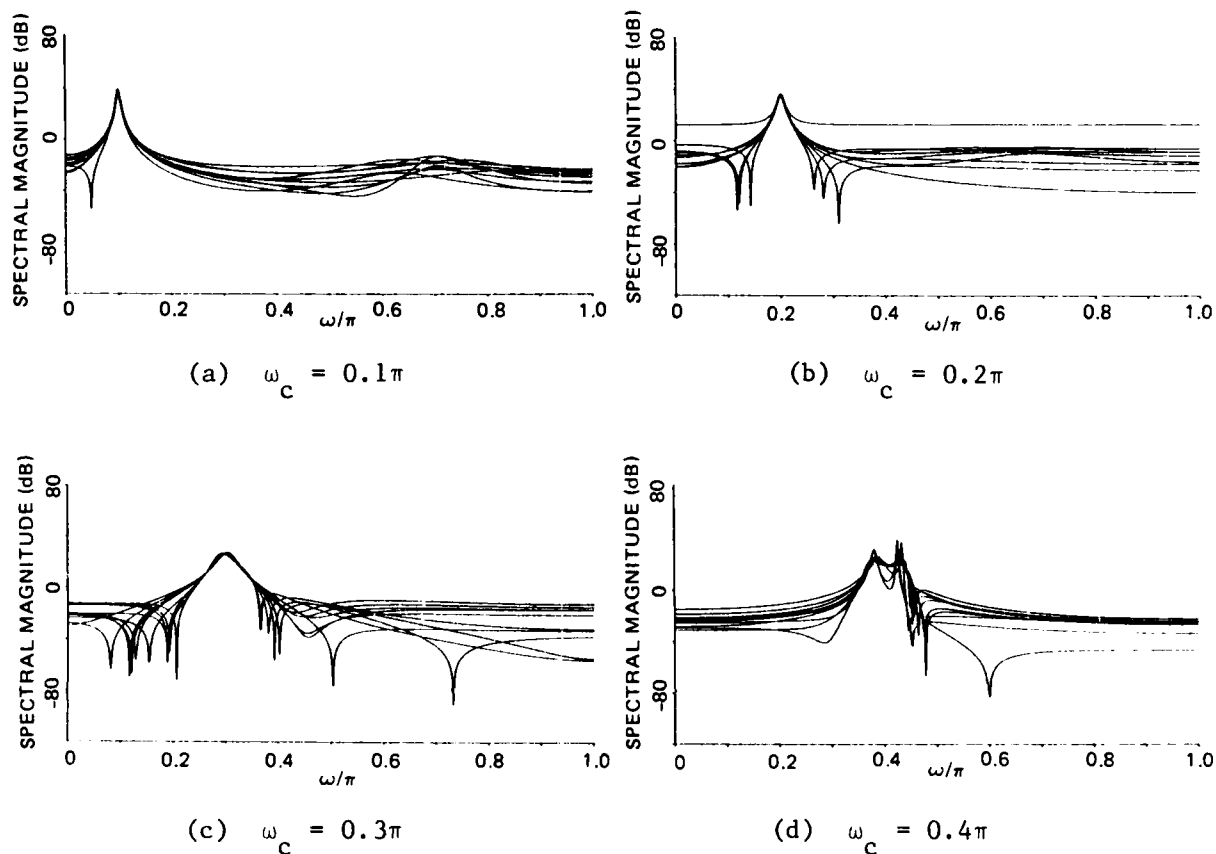 SPECTRAL MAGNITUDE (dB)
80
0
-80
0 0.2 0.4 0.6 0.8 1.0
ω/π
(a) ω_c = 0.1π
SPECTRAL MAGNITUDE (dB)
80
0
-80
0 0.2 0.4 0.6 0.8 1.0
ω/π
(b) ω_c = 0.2π
SPECTRAL MAGNITUDE (dB)
80
0
-80
0 0.2 0.4 0.6 0.8 1.0
ω/π
(c) ω_c = 0.3π
SPECTRAL MAGNITUDE (dB)
80
0
-80
0 0.2 0.4 0.6 0.8 1.0
ω/π
(d) ω_c = 0.4π